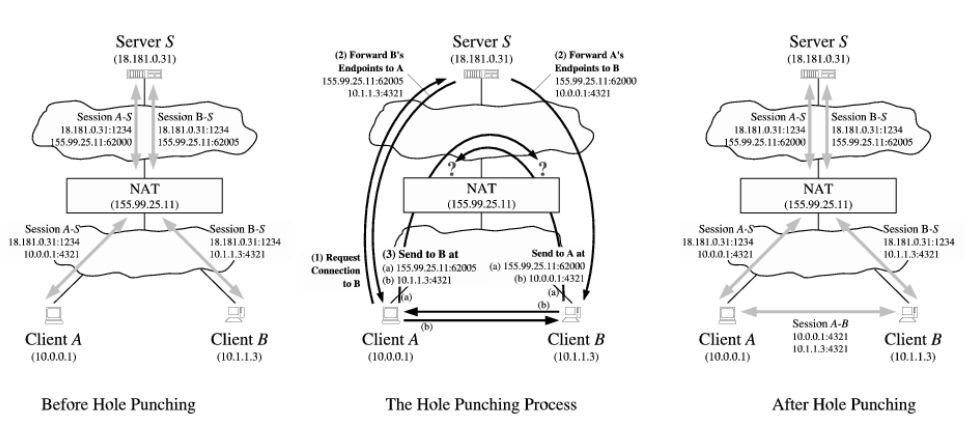 Server S
(18.181.0.31)
Session A-S
18.181.0.31:1234
155.99.25.11:62000
Session B-S
18.181.0.31:1234
155.99.25.11:62005
NAT
(155.99.25.11)
Session A-S
18.181.0.31:1234
10.0.0.1:4321
Session B-S
18.181.0.31:1234
10.1.1.3:4321
Client A
(10.0.0.1)
Client B
(10.1.1.3)
Before Hole Punching
(2) Forward B's
Endpoints to A
155.99.25.11:62005
10.1.1.3:4321
Server S
(18.181.0.31)
(2) Forward A's
Endpoints to B
155.99.25.11:62000
10.0.0.1:4321
?
?
NAT
(155.99.25.11)
(1) Request
Connection
to B
(3) Send to B at
(a) 155.99.25.11:62005
(b) 10.1.1.3:4321
Send to A at
(a) 155.99.25.11:62000
(b) 10.0.0.1:4321
(a)
(a)
(b)
(b)
Client A
(10.0.0.1)
Client B
(10.1.1.3)
The Hole Punching Process
Server S
(18.181.0.31)
Session A-S
18.181.0.31:1234
155.99.25.11:62000
Session B-S
18.181.0.31:1234
155.99.25.11:62005
NAT
(155.99.25.11)
Session A-S
18.181.0.31:1234
10.0.0.1:4321
Session B-S
18.181.0.31:1234
10.1.1.3:4321
Session A-B
10.0.0.1:4321
10.1.1.3:4321
Client A
(10.0.0.1)
Client B
(10.1.1.3)
After Hole Punching